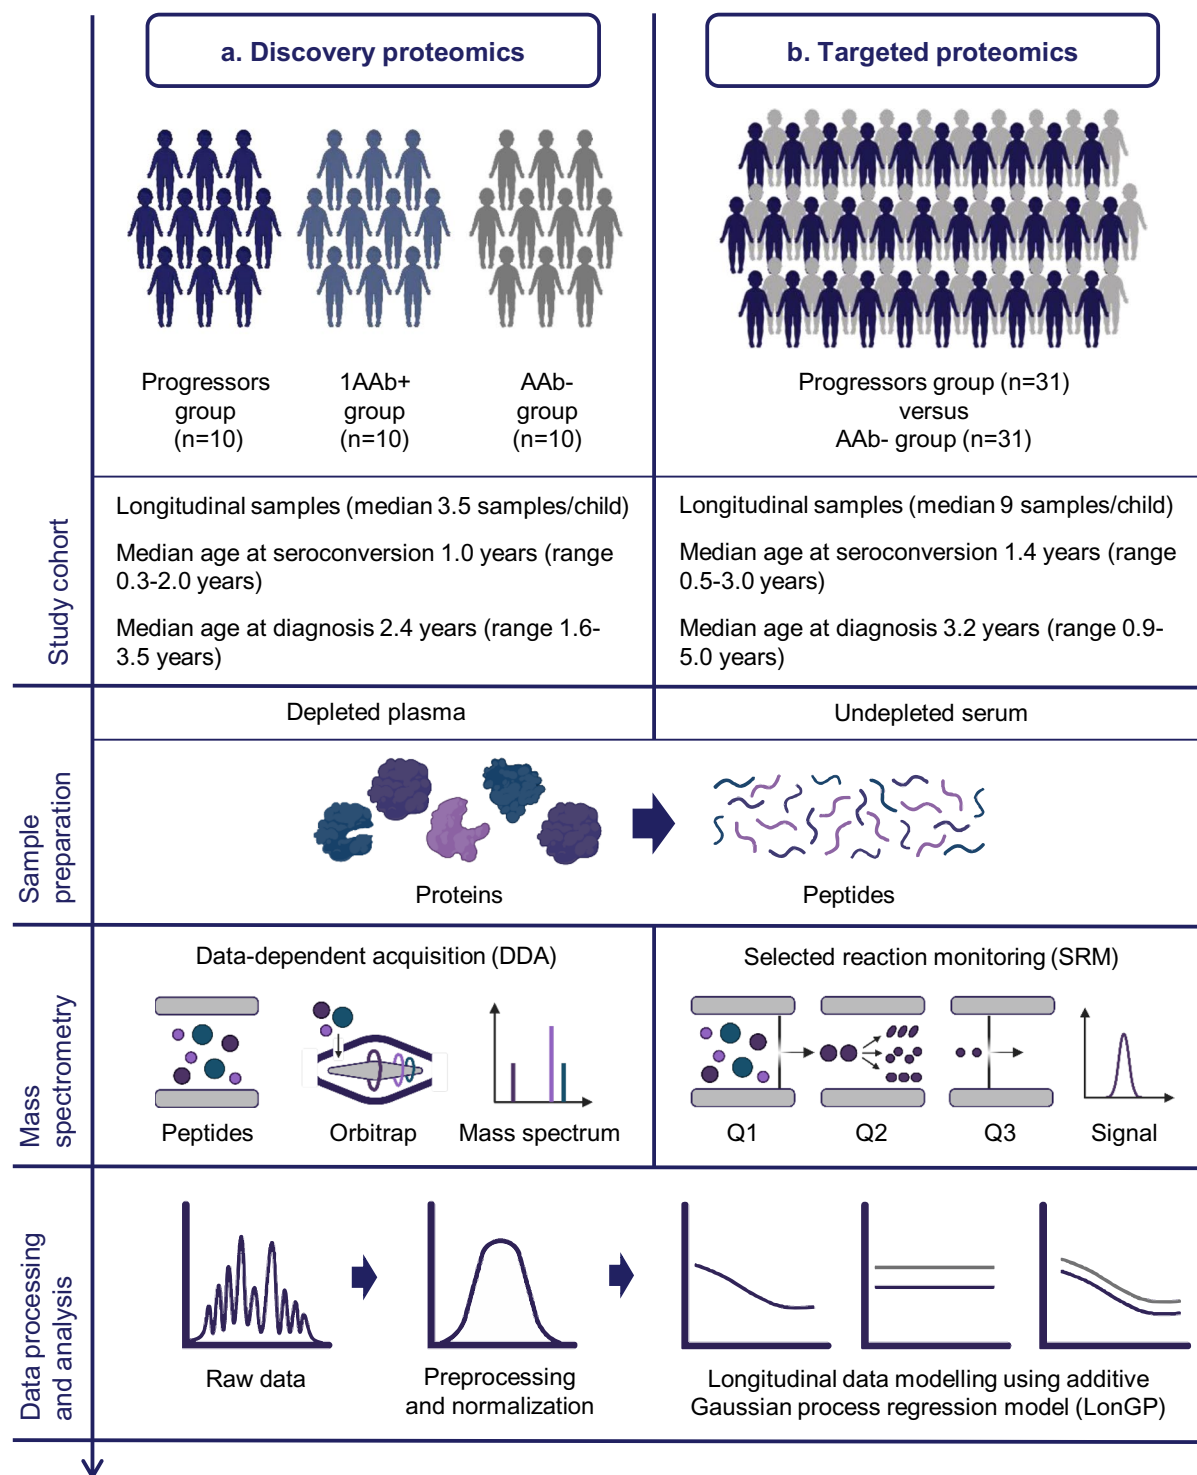 a. Discovery proteomics
b. Targeted proteomics
Study cohort
Progressors
group
(n=10)
1AAb+
group
(n=10)
AAb-
group
(n=10)
Progressors group (n=31)
versus
AAb- group (n=31)
Longitudinal samples (median 3.5 samples/child)
Median age at seroconversion 1.0 years (range
0.3-2.0 years)
Median age at diagnosis 2.4 years (range 1.6-
3.5 years)
Longitudinal samples (median 9 samples/child)
Median age at seroconversion 1.4 years (range
0.5-3.0 years)
Median age at diagnosis 3.2 years (range 0.9-
5.0 years)
Sample
preparation
Depleted plasma
Undepleted serum
Proteins
Peptides
Mass
spectrometry
Data-dependent acquisition (DDA)
Peptides
Orbitrap
Mass spectrum
Selected reaction monitoring (SRM)
Q1
Q2
Q3
Signal
Data processing
and analysis
Raw data
Preprocessing
and normalization
Longitudinal data modelling using additive
Gaussian process regression model (LonGP)